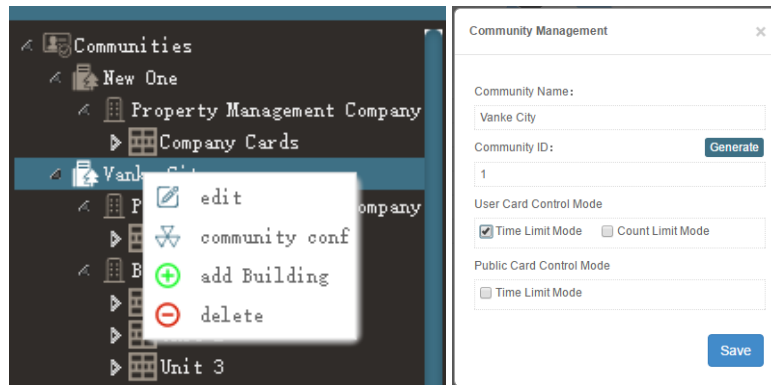 Communities
New One
Property Management Company
Company Cards
edit
community conf
ompany
add Building
delete
Unit 3
Community Management
Community Name:
Vanke City
Community ID:
Generate
1
User Card Control Mode
Time Limit Mode
Count Limit Mode
Public Card Control Mode
Time Limit Mode
Save